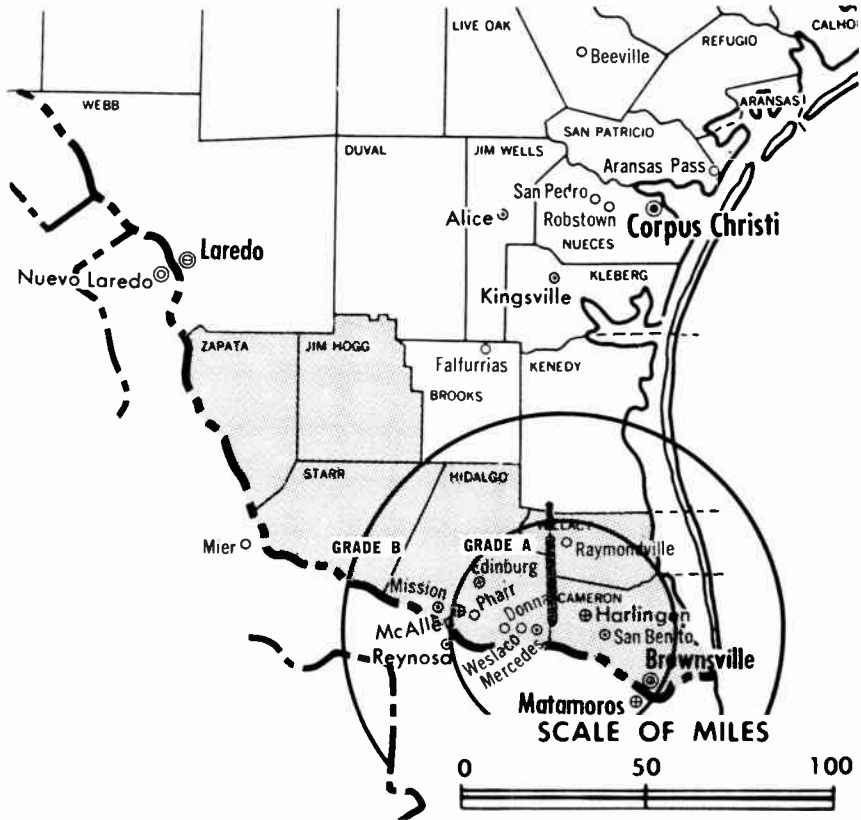 LIVE OAK
CALHO
REFUGIO
Beeville
WEBB
ARANSAS
SAN PATRICIO
DUVAL
JIM WELLS
Aransas Pass
San Pedro
Alice
Robstown
Corpus Christi
NUECES
Laredo
Nuevo Laredo
KLEBERG
Kingsville
ZAPATA
JIM HOGG
Falfurrias
KENEDY
BROOKS
STARR
HIDALGO
Mier
GRADE B
GRADE A
Raymondville
Edinburg
Mission
Pharr
Donna
CAMERON
Harlingen
McAlle
San Benito
Reynosa
Weslaco
Mercedes
Brownsville
Matamoros
SCALE OF MILES
0 50 100